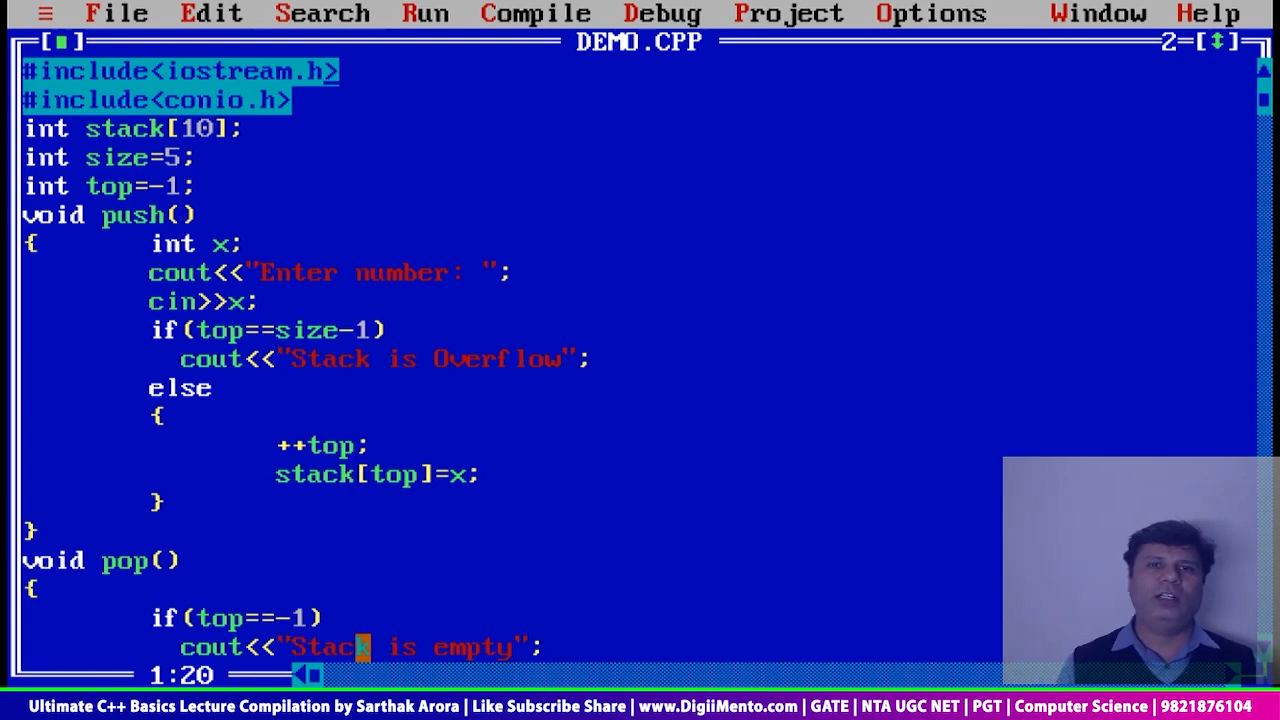 ≡ File Edit Search Run Compile Debug Project Options Window Help
[■] DEMO.CPP 2=[↕]
#include<iostream.h>
#include<conio.h>
int stack[10];
int size=5;
int top=-1;
void push()
{ int x;
cout<<"Enter number: ";
cin>>x;
if(top==size-1)
cout<<"Stack is Overflow";
else
{
++top;
stack[top]=x;
}
}
void pop()
{
if(top==-1)
cout<<"Stack is empty";
1:20
Ultimate C++ Basics Lecture Compilation by Sarthak Arora | Like Subscribe Share | www.DigiiMento.com | GATE | NTA UGC NET | PGT | Computer Science | 9821876104